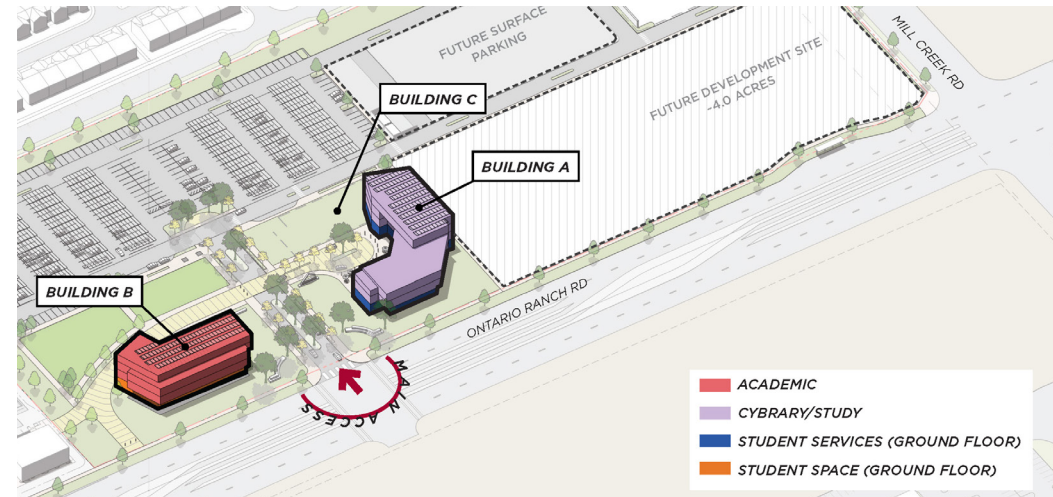 FUTURE SURFACE
PARKING
FUTURE DEVELOPMENT SITE
~4.0 ACRES
MILL CREEK RD
BUILDING C
BUILDING A
BUILDING B
ONTARIO RANCH RD
MAIN ACCESS
ACADEMIC
CYBRARY/STUDY
STUDENT SERVICES (GROUND FLOOR)
STUDENT SPACE (GROUND FLOOR)